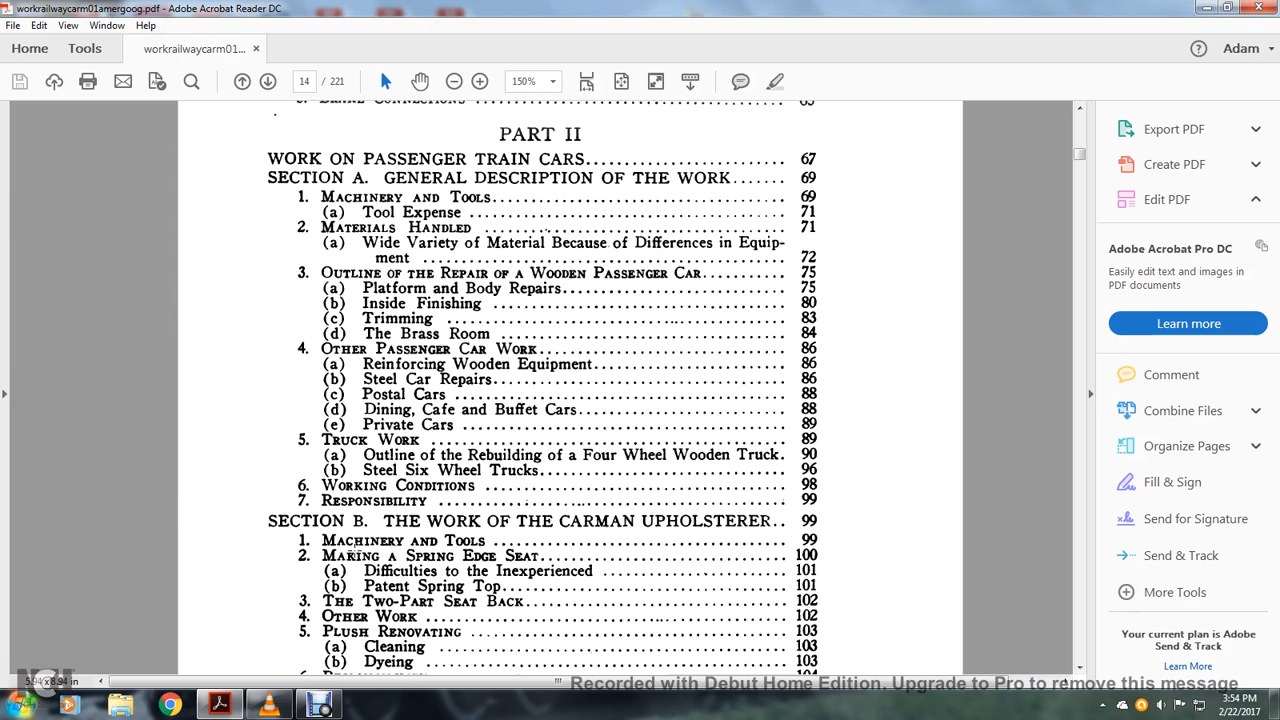 workrailwaycarm01amergoog.pdf - Adobe Acrobat Reader DC
File Edit View Window Help
Home Tools workrailwaycarm01... × Adam
14 / 221 150%
PART II
WORK ON PASSENGER TRAIN CARS 67
SECTION A. GENERAL DESCRIPTION OF THE WORK 69
1. MACHINERY AND TOOLS 69
(a) Tool Expense 71
2. MATERIALS HANDLED 71
(a) Wide Variety of Material Because of Differences in Equip-
ment 72
3. OUTLINE OF THE REPAIR OF A WOODEN PASSENGER CAR 75
(a) Platform and Body Repairs 75
(b) Inside Finishing 80
(c) Trimming 83
(d) The Brass Room 84
4. OTHER PASSENGER CAR WORK 86
(a) Reinforcing Wooden Equipment 86
(b) Steel Car Repairs 86
(c) Postal Cars 88
(d) Dining, Cafe and Buffet Cars 88
(e) Private Cars 89
5. TRUCK WORK 89
(a) Outline of the Rebuilding of a Four Wheel Wooden Truck. 90
(b) Steel Six Wheel Trucks 96
6. WORKING CONDITIONS 98
7. RESPONSIBILITY 99
SECTION B. THE WORK OF THE CARMAN UPHOLSTERER 99
1. MACHINERY AND TOOLS 99
2. MAKING A SPRING EDGE SEAT 100
(a) Difficulties to the Inexperienced 101
(b) Patent Spring Top 101
3. THE TWO-PART SEAT BACK 102
4. OTHER WORK 102
5. PLUSH RENOVATING 103
(a) Cleaning 103
(b) Dyeing 103
Export PDF
Create PDF
Edit PDF
Adobe Acrobat Pro DC
Easily edit text and images in
PDF documents
Learn more
Comment
Combine Files
Organize Pages
Fill & Sign
Send for Signature
Send & Track
More Tools
Your current plan is Adobe
Send & Track
Learn More
5.94 x 8.94 in
Recorded with Debut Home Edition. Upgrade to Pro to remove this message
3:54 PM
2/22/2017